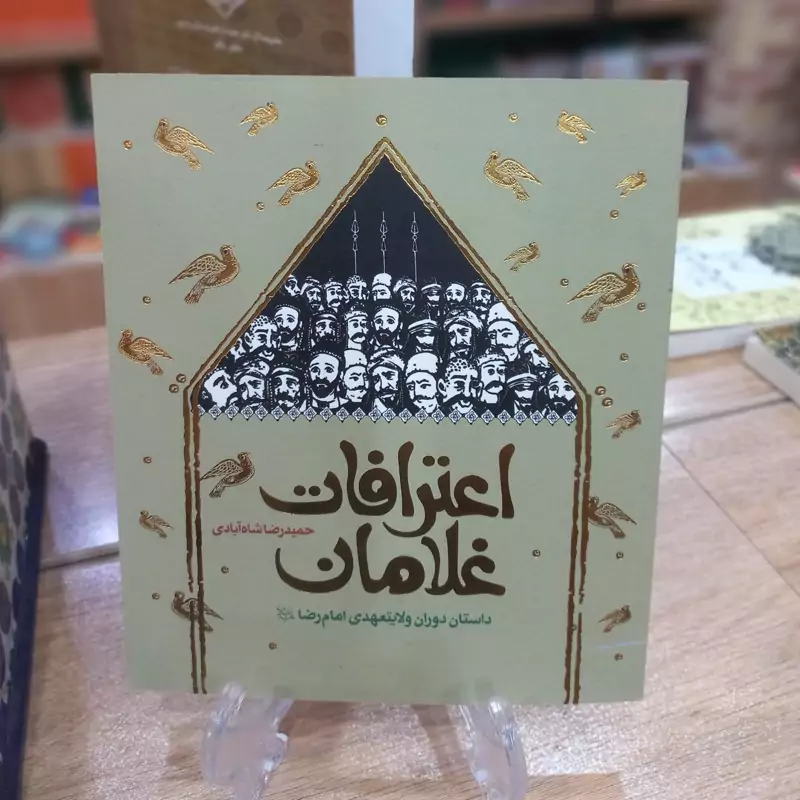 اعترافات
غلامان
حمیدرضا شاه‌آبادی
داستان دوران ولایتعهدی امام رضا